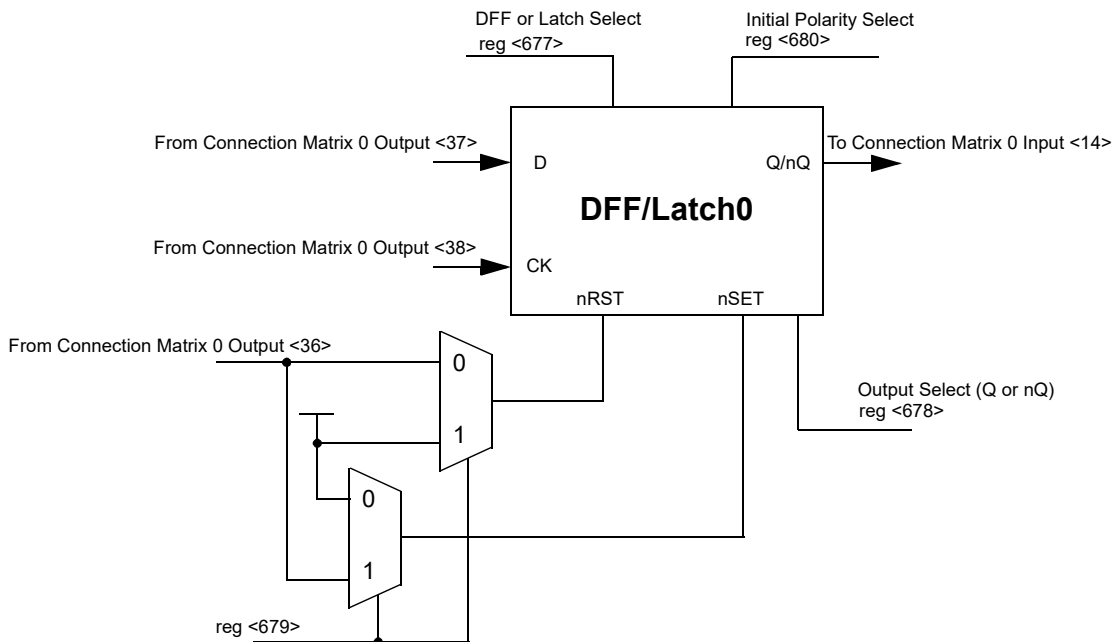 DFF or Latch Select
reg <677>
Initial Polarity Select
reg <680>
From Connection Matrix 0 Output <37>
D
Q/nQ
To Connection Matrix 0 Input <14>
DFF/Latch0
From Connection Matrix 0 Output <38>
CK
nRST
nSET
From Connection Matrix 0 Output <36>
0
1
Output Select (Q or nQ)
reg <678>
0
1
reg <679>